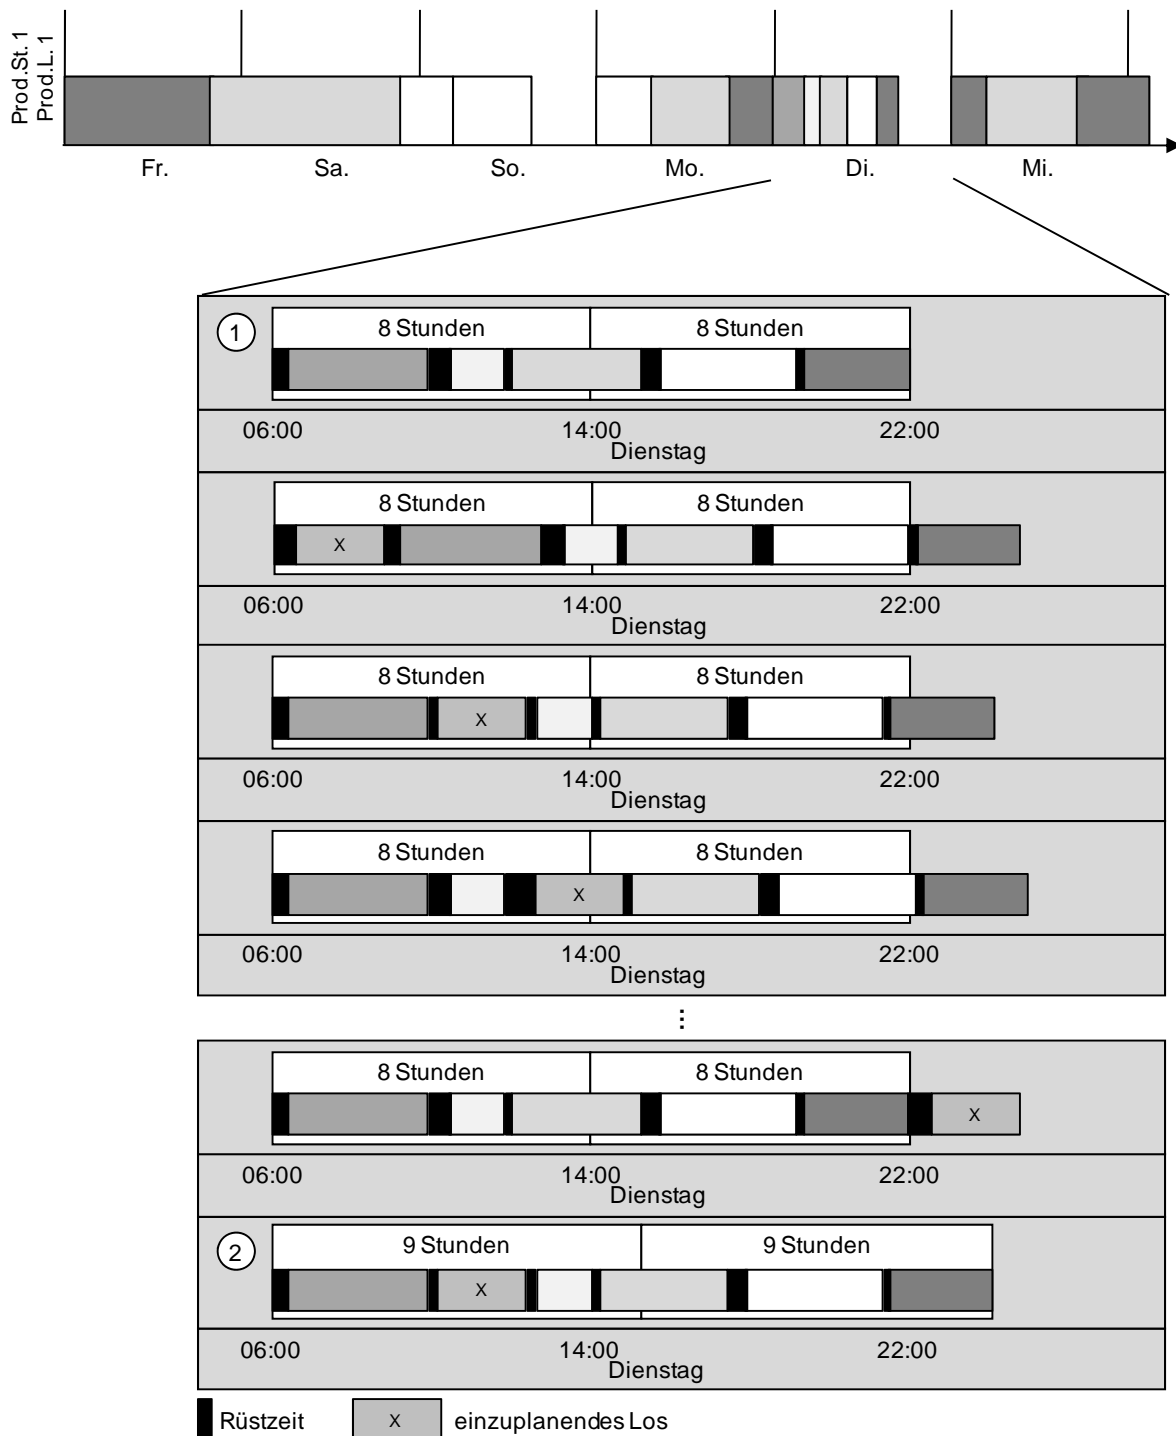 Prod.St. 1
Prod.L. 1
Fr. Sa. So. Mo. Di. Mi.
1
8 Stunden 8 Stunden
06:00 14:00 22:00
Dienstag
8 Stunden 8 Stunden
X
06:00 14:00 22:00
Dienstag
8 Stunden 8 Stunden
X
06:00 14:00 22:00
Dienstag
8 Stunden 8 Stunden
X
06:00 14:00 22:00
Dienstag
...
8 Stunden 8 Stunden
X
06:00 14:00 22:00
Dienstag
2
9 Stunden 9 Stunden
X
06:00 14:00 22:00
Dienstag
Rüstzeit X einzuplanendes Los